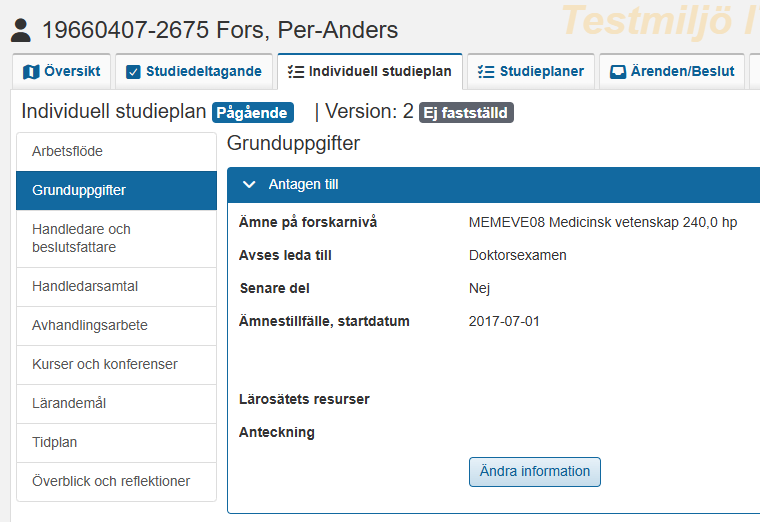 Testmiljö
19660407-2675 Fors, Per-Anders
Översikt
Studiedeltagande
Individuell studieplan
Studieplaner
Ärenden/Beslut
Individuell studieplan Pågående | Version: 2 Ej fastställd
Arbetsflöde
Grunduppgifter
Handledare och
beslutsfattare
Handledarsamtal
Avhandlingsarbete
Kurser och konferenser
Lärandemål
Tidplan
Överblick och reflektioner
Grunduppgifter
Antagen till
Ämne på forskarnivå MEMEVE08 Medicinsk vetenskap 240,0 hp
Avses leda till Doktorsexamen
Senare del Nej
Ämnestillfälle, startdatum 2017-07-01
Lärosätets resurser
Anteckning
Ändra information